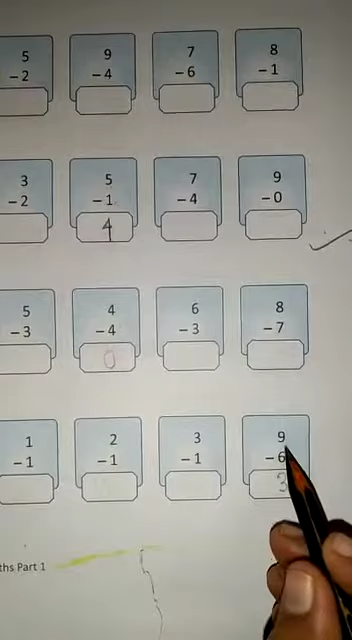 5 9 7 8
-2 -4 -6 -1
3 5 7 9
-2 -1 -4 -0
4
5 4 6 8
-3 -4 -3 -7
0
1 2 3 9
-1 -1 -1 -6
3
ths Part 1